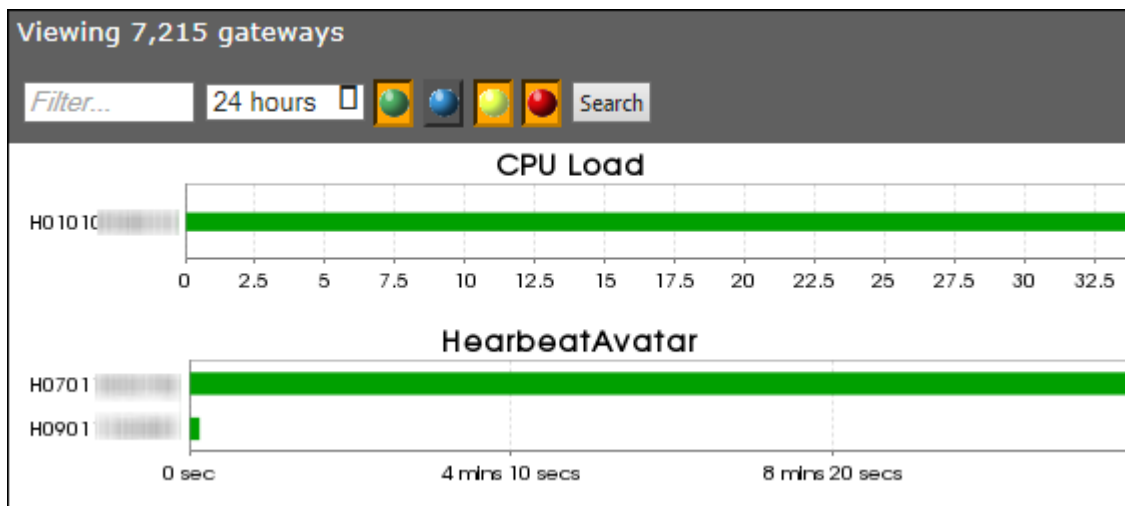 Viewing 7,215 gateways
Filter... 24 hours Search
CPU Load
H01010
0 2.5 5 7.5 10 12.5 15 17.5 20 22.5 25 27.5 30 32.5
HearbeatAvatar
H0701
H0901
0 sec 4 mins 10 secs 8 mins 20 secs